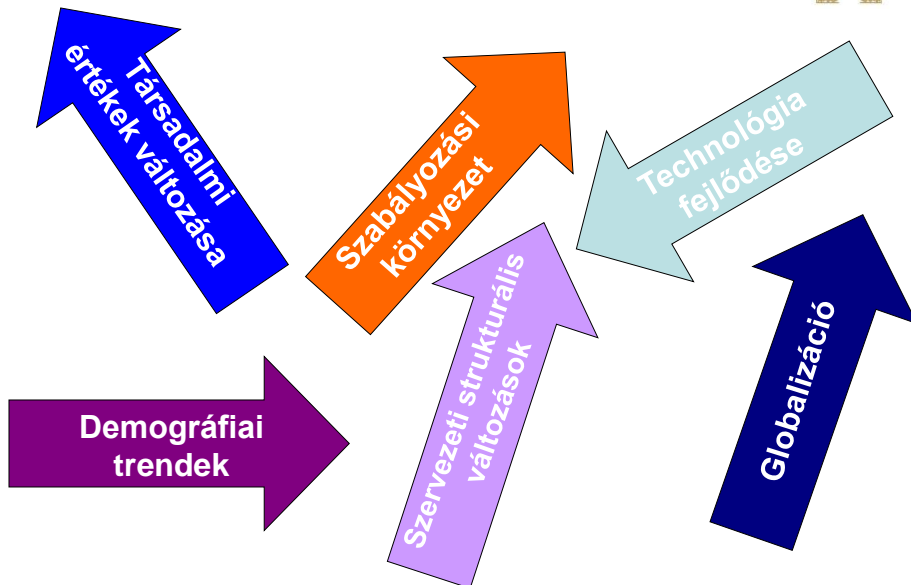 Társadalmi
értékek változása
Szabályozási
környezet
Technológia
fejlődése
Demográfiai
trendek
Szervezeti strukturális
változások
Globalizáció